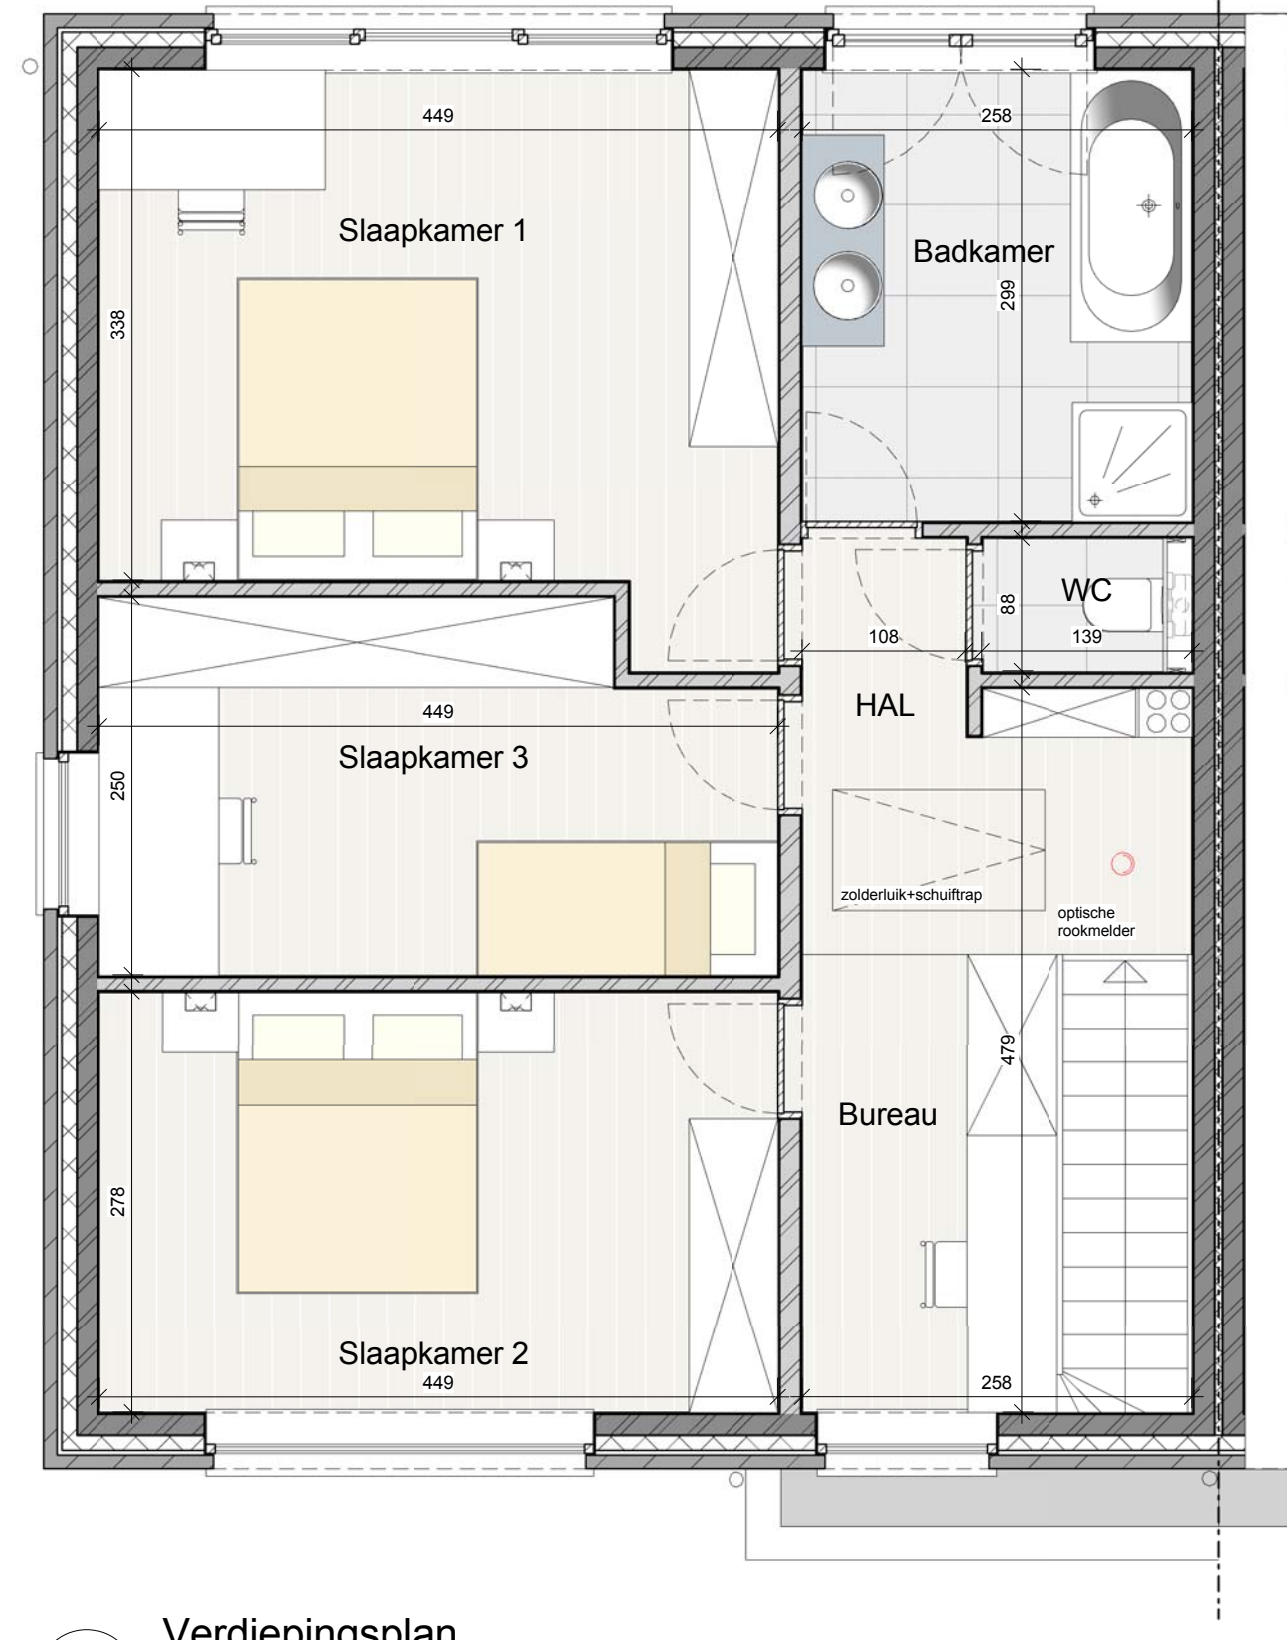 449
258
Slaapkamer 1
Badkamer
299
338
WC
88
108
139
HAL
449
Slaapkamer 3
250
zolderluik+schuiftrap
optische
rookmelder
479
Bureau
278
Slaapkamer 2
449
258
Verdiepingsplan